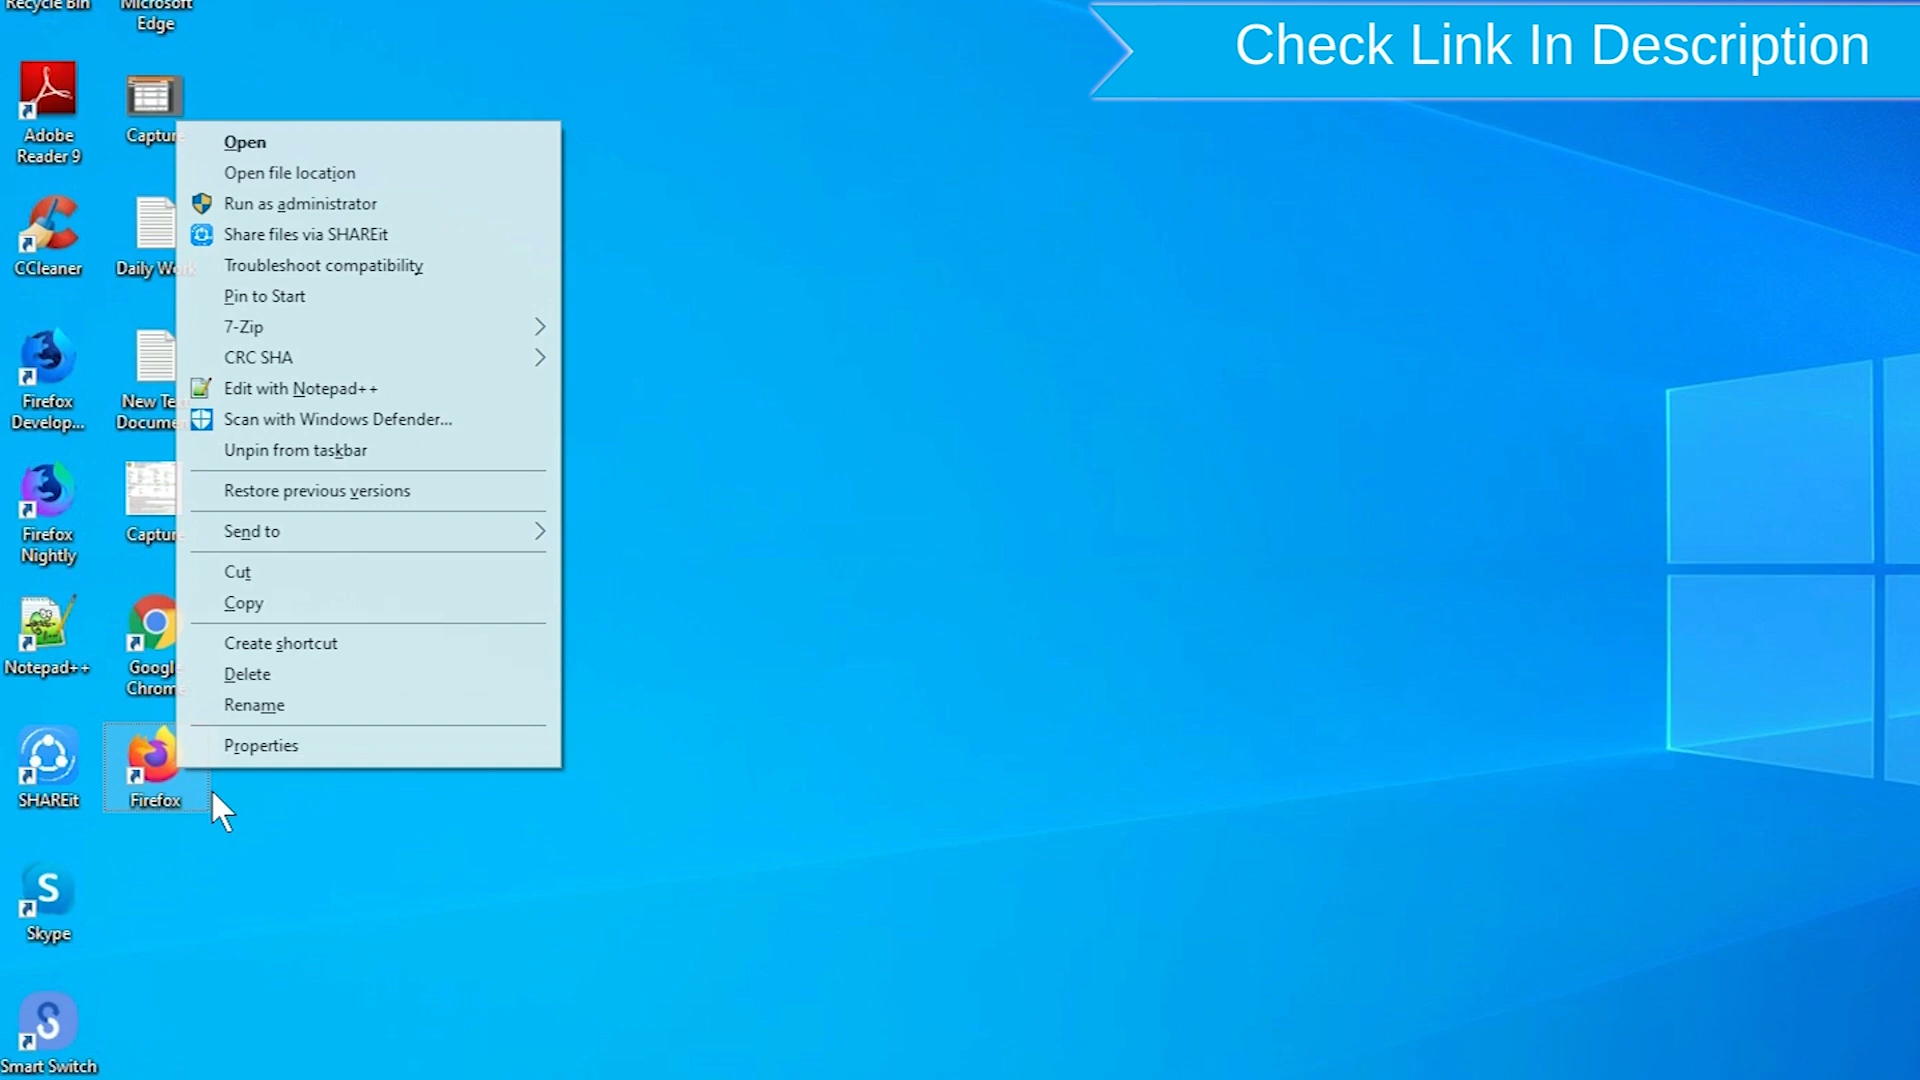 Recycle Bin
Microsoft
Edge
Check Link In Description
Adobe
Reader 9
Capture
CCleaner
Daily Work
Firefox
Develop...
New Te
Docume
Firefox
Nightly
Capture
Notepad++
Google
Chrome
SHAREit
Firefox
Skype
Smart Switch
Open
Open file location
Run as administrator
Share files via SHAREit
Troubleshoot compatibility
Pin to Start
7-Zip
CRC SHA
Edit with Notepad++
Scan with Windows Defender...
Unpin from taskbar
Restore previous versions
Send to
Cut
Copy
Create shortcut
Delete
Rename
Properties